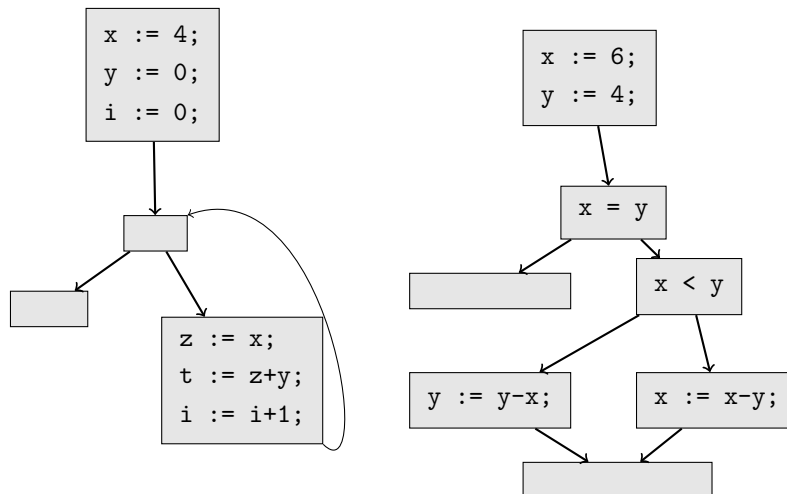 x := 4;
y := 0;
i := 0;
z := x;
t := z+y;
i := i+1;
x := 6;
y := 4;
x = y
x < y
y := y-x;
x := x-y;